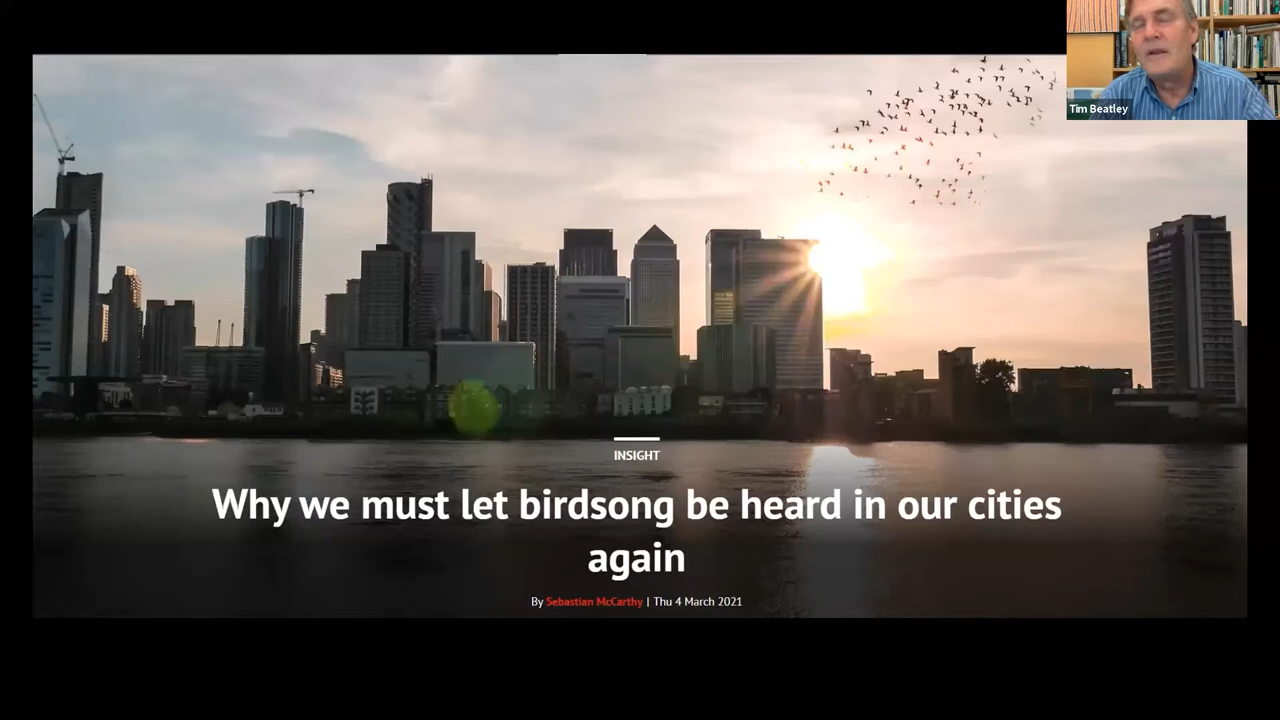 Tim Beatley
INSIGHT
Why we must let birdsong be heard in our cities
again
By Sebastian McCarthy | Thu 4 March 2021